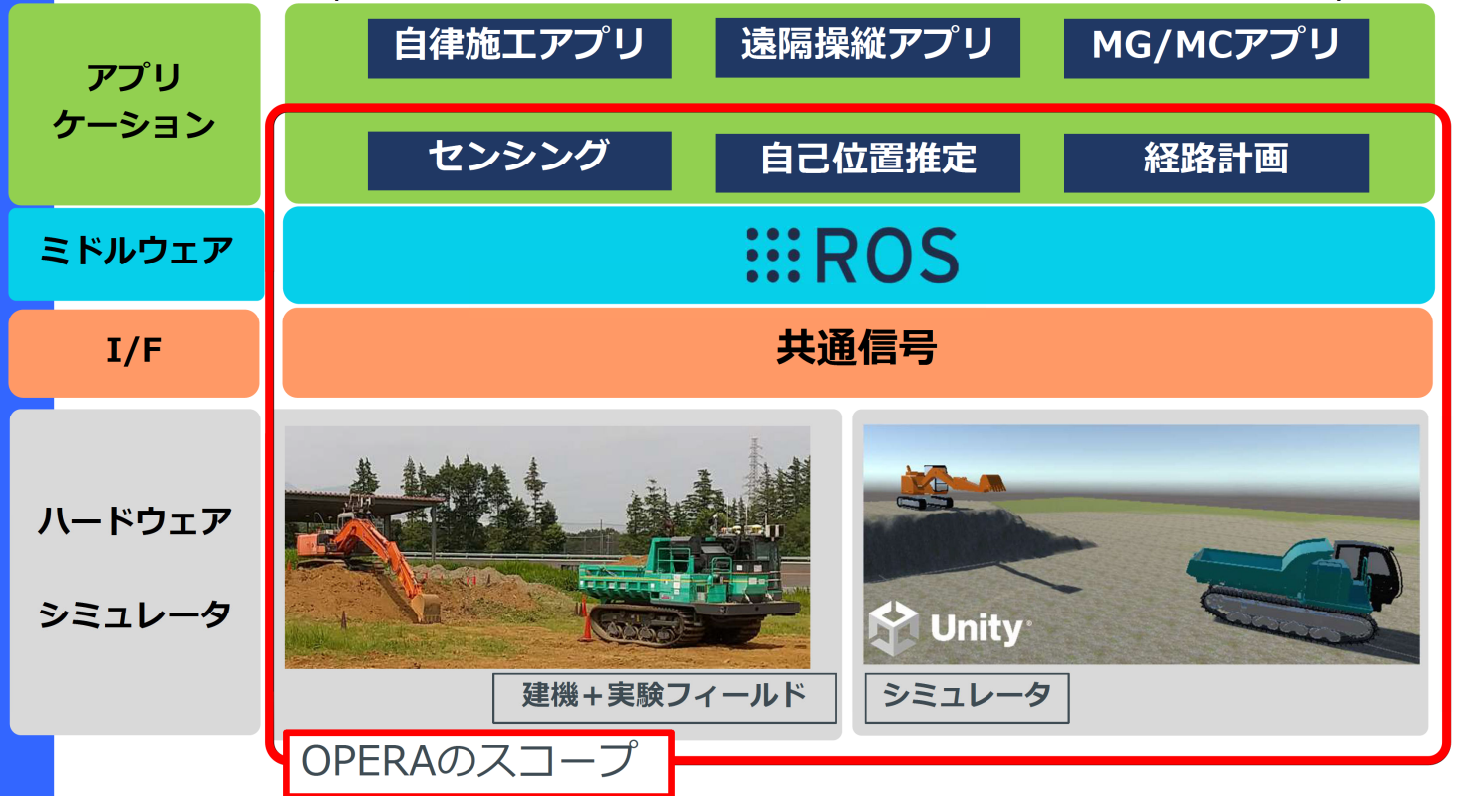 アプリ
ケーション
自律施工アプリ
遠隔操縦アプリ
MG/MCアプリ
センシング
自己位置推定
経路計画
ミドルウェア
ROS
I/F
共通信号
ハードウェア
シミュレータ
Unity
建機+実験フィールド
シミュレータ
OPERAのスコープ